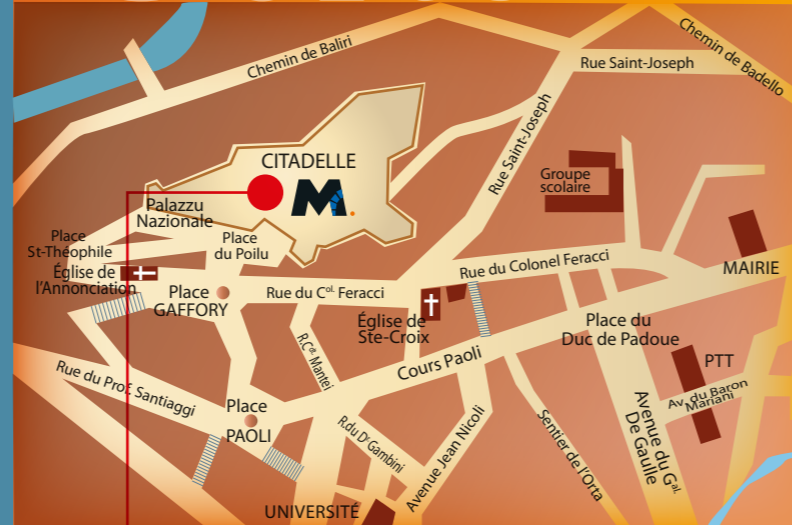 Chemin de Baliri
Chemin de Badello
Rue Saint-Joseph
Rue Saint-Joseph
CITADELLE
M.
Groupe
scolaire
Palazzu
Nazionale
Place
St-Théophile
Place
du Poilu
Église de
l'Annonciation
Place
GAFFORY
Rue du Col. Feracci
Rue du Colonel Feracci
MAIRIE
Église de
Ste-Croix
Place du
Duc de Padoue
R.Cdt. Mantei
Cours Paoli
PTT
Rue du Prof. Santiaggi
Av. du Baron
Mariani
Place
PAOLI
R.du Dr Gambini
Avenue Jean Nicoli
Sentier de l'Orta
Avenue du Gal.
De Gaulle
UNIVERSITÉ